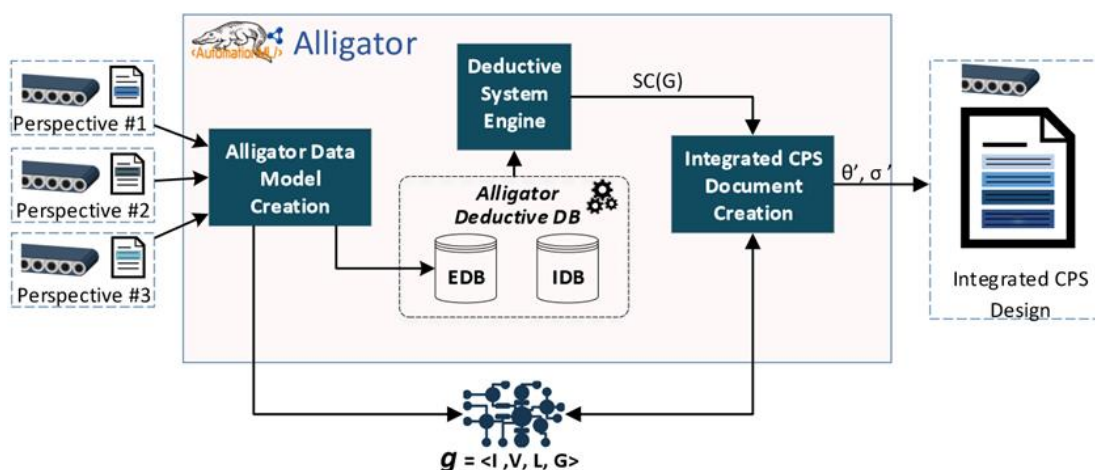 <AutomationML/>
Alligator
Perspective #1
Perspective #2
Perspective #3
Alligator Data
Model
Creation
Deductive
System
Engine
SC(G)
Alligator
Deductive DB
EDB
IDB
Integrated CPS
Document
Creation
θ’, σ’
Integrated CPS
Design
g = <I ,V, L, G>